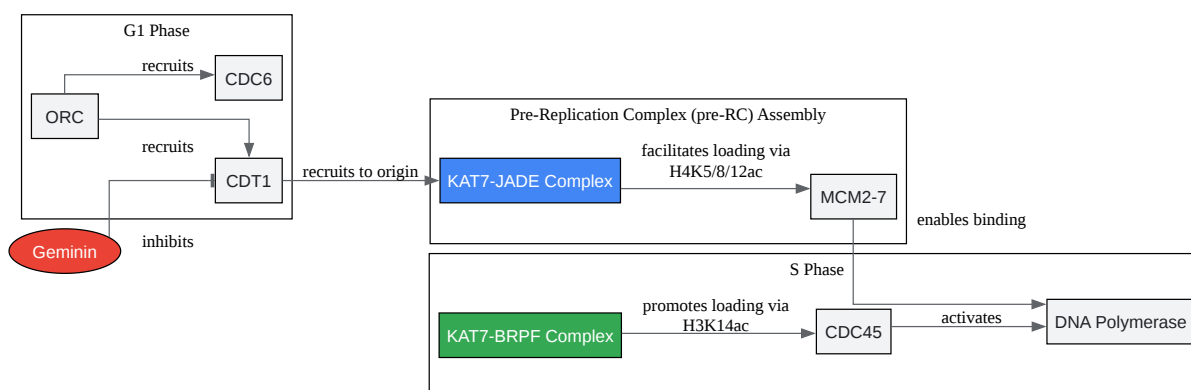 G1 Phase
recruits
CDC6
ORC
recruits
CDT1
inhibits
Geminin
recruits to origin
Pre-Replication Complex (pre-RC) Assembly
KAT7-JADE Complex
facilitates loading via
H4K5/8/12ac
MCM2-7
enables binding
S Phase
KAT7-BRPF Complex
promotes loading via
H3K14ac
CDC45
activates
DNA Polymerase